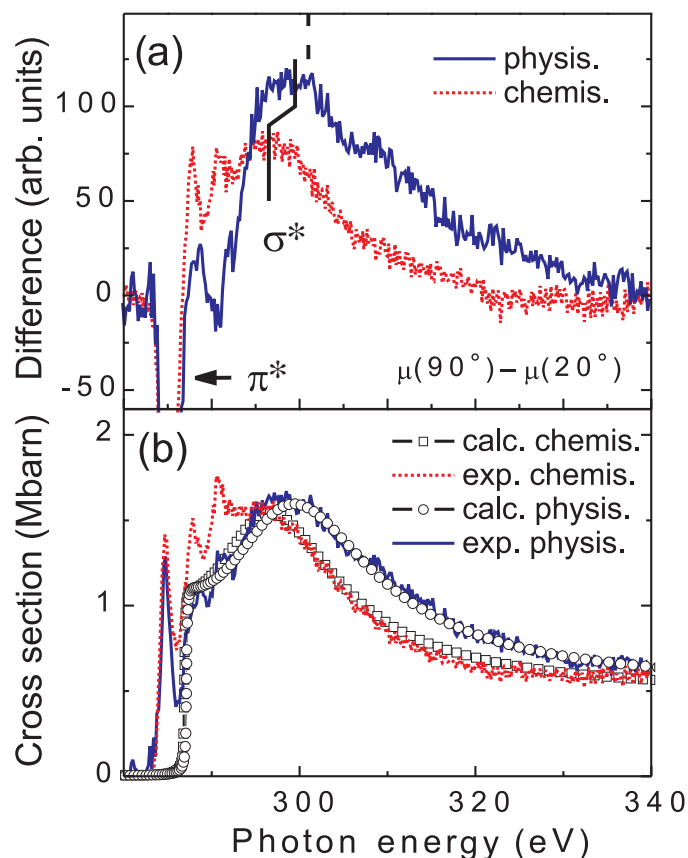 (a)
physis.
chemis.
100
50
0
-50
Difference (arb. units)
σ*
π*
μ(90°)−μ(20°)
(b)
calc. chemis.
exp. chemis.
calc. physis.
exp. physis.
2
1
0
Cross section (Mbarn)
300 320 340
Photon energy (eV)